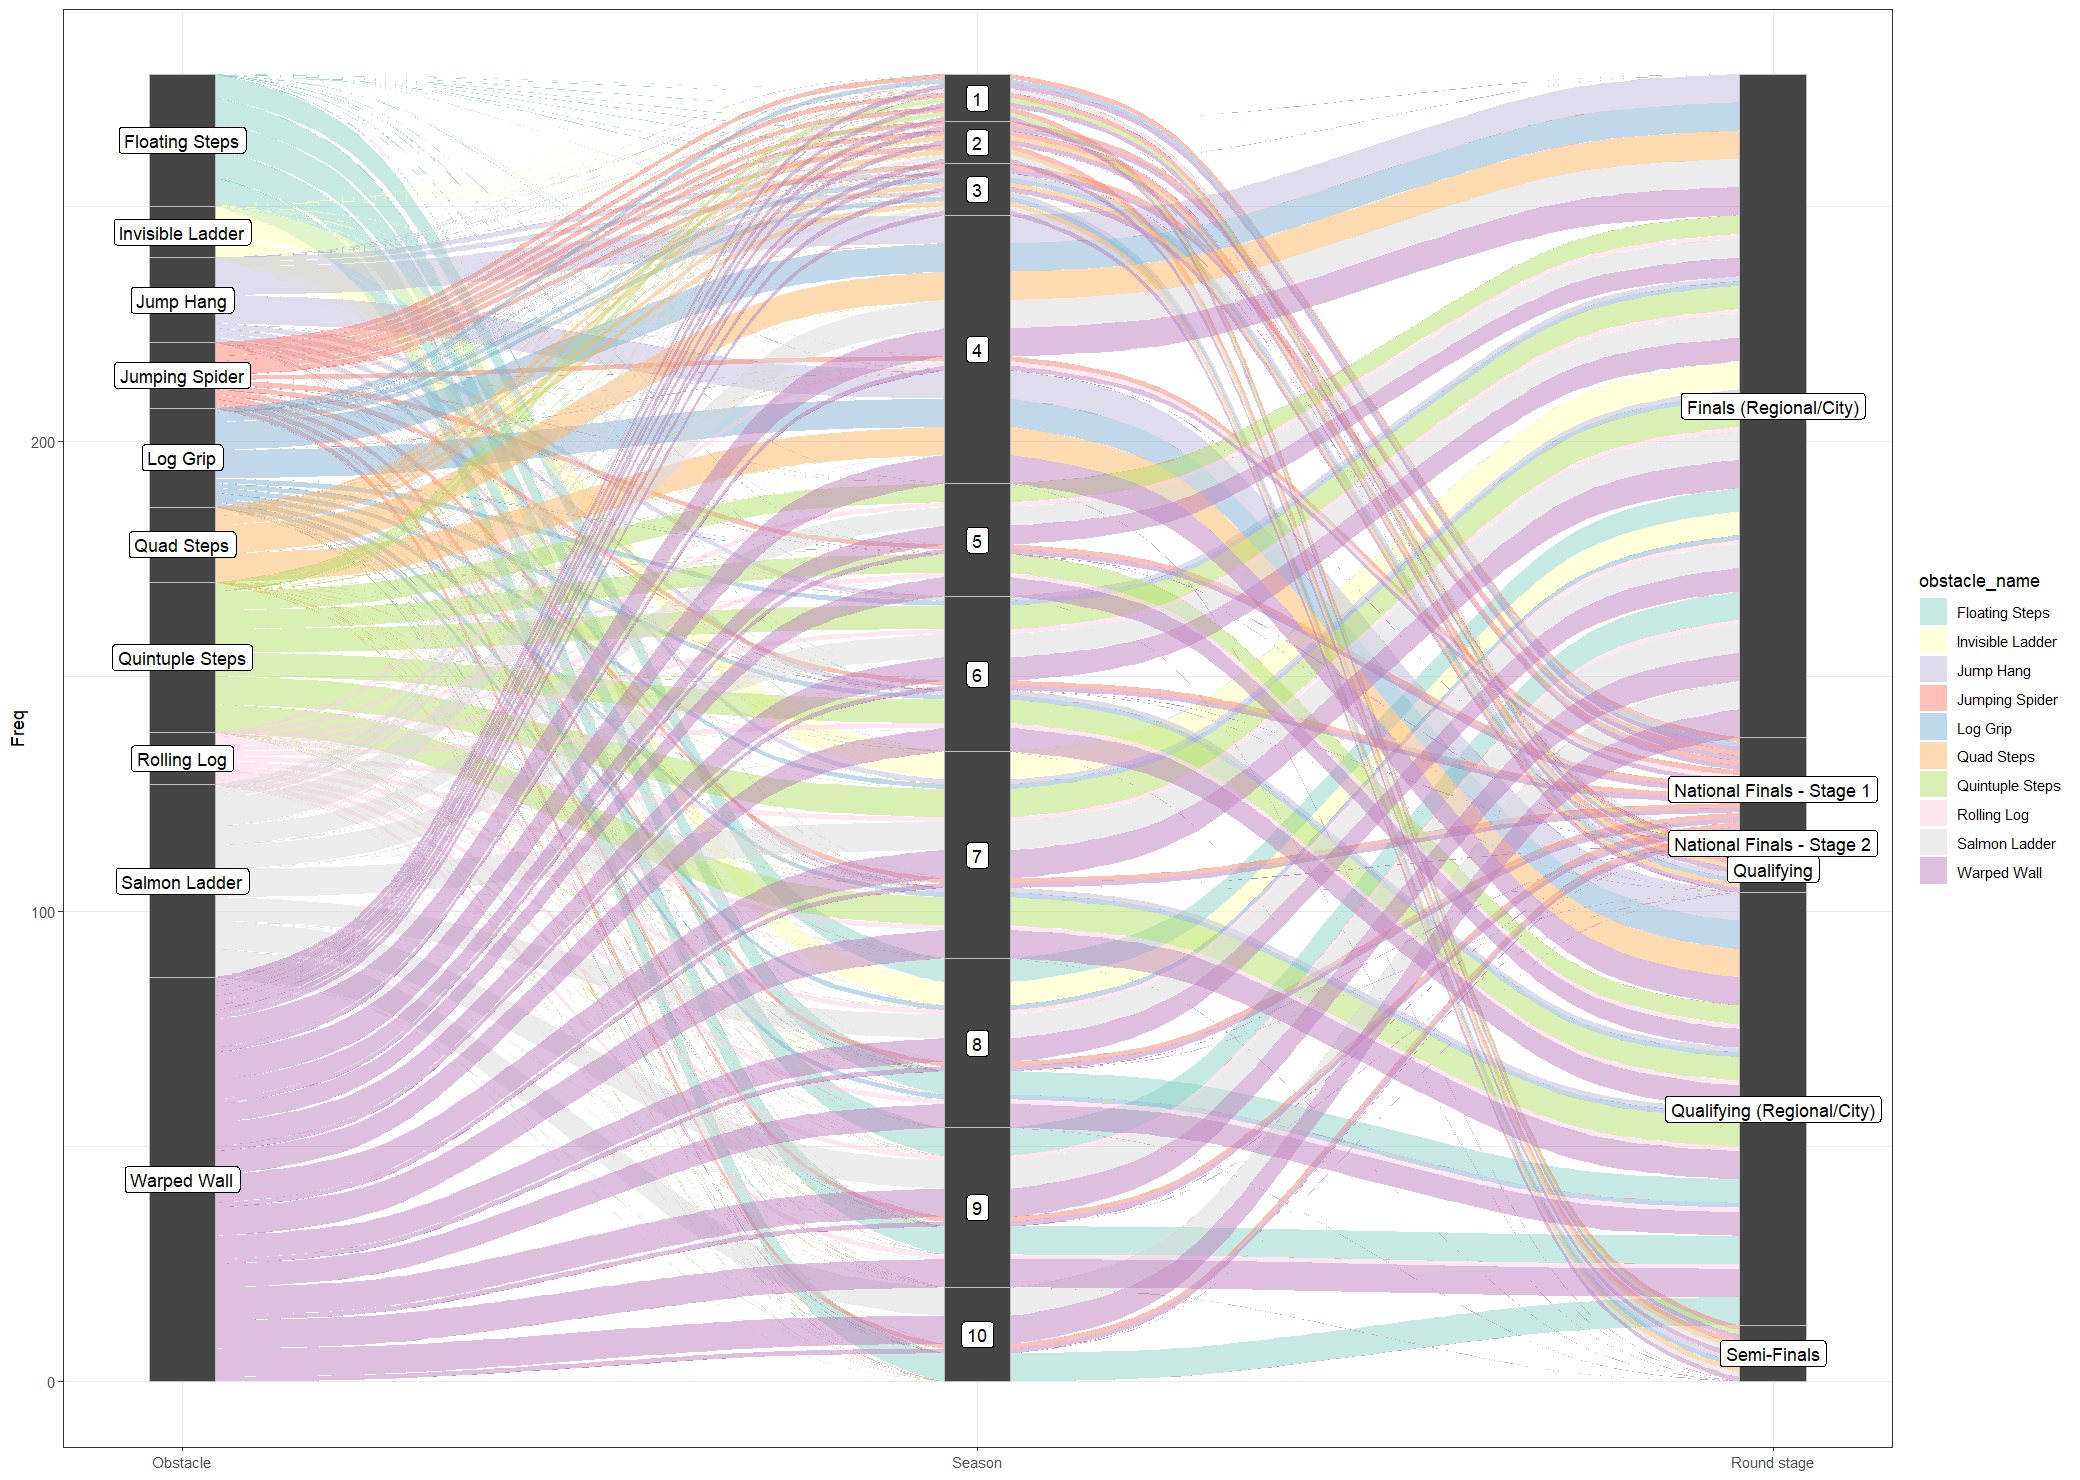 Freq
200
100
0
Floating Steps
Invisible Ladder
Jump Hang
Jumping Spider
Log Grip
Quad Steps
Quintuple Steps
Rolling Log
Salmon Ladder
Warped Wall
1
2
3
4
5
6
7
8
9
10
Finals (Regional/City)
National Finals - Stage 1
National Finals - Stage 2
Qualifying
Qualifying (Regional/City)
Semi-Finals
Obstacle
Season
Round stage
obstacle_name
Floating Steps
Invisible Ladder
Jump Hang
Jumping Spider
Log Grip
Quad Steps
Quintuple Steps
Rolling Log
Salmon Ladder
Warped Wall